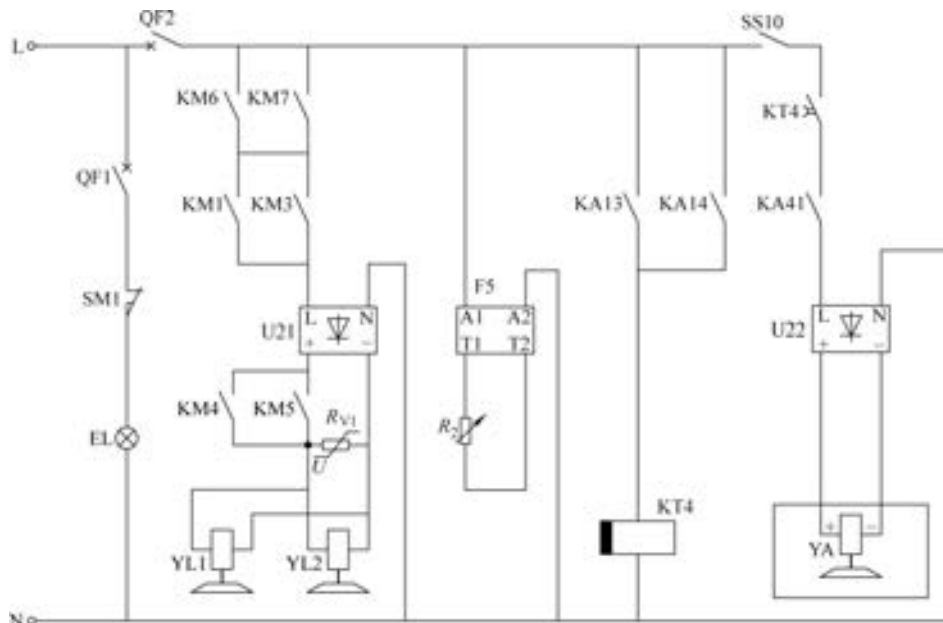 QF2
SS10
L
KM6
KM7
KT4
QF1
KM1
KM3
KA13
KA14
KA41
SM1
F5
L
N
A1
A2
L
N
U21
U22
+
−
T1
T2
+
−
KM4
KM5
RV1
R2
EL
U
KT4
+
−
YL1
YL2
YA
N